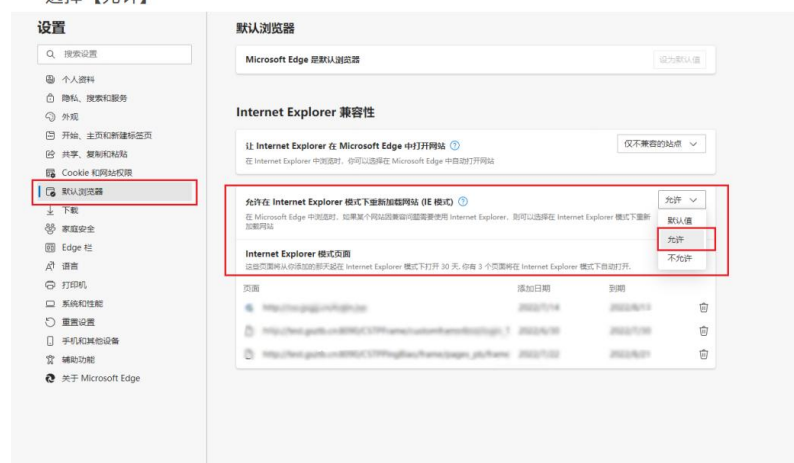 选择【允许】
设置
搜索设置
个人资料
隐私、搜索和服务
外观
开始、主页和新建标签页
共享、复制和粘贴
Cookie 和网站权限
默认浏览器
下载
家庭安全
Edge 栏
语言
打印机
系统和性能
重置设置
手机和其他设备
辅助功能
关于 Microsoft Edge
默认浏览器
Microsoft Edge 是默认浏览器
设为默认值
Internet Explorer 兼容性
让 Internet Explorer 在 Microsoft Edge 中打开网站
仅不兼容的站点
在 Internet Explorer 中浏览时，你可以选择在 Microsoft Edge 中自动打开网站
允许在 Internet Explorer 模式下重新加载网站 (IE 模式)
允许
在 Microsoft Edge 中浏览时，如果某个网站因兼容问题需要使用 Internet Explorer，则可以选择在 Internet Explorer 模式下重新
加载网站
默认值
允许
不允许
Internet Explorer 模式页面
这些页面将从你添加的那天起在 Internet Explorer 模式下打开 30 天. 你有 3 个页面将在 Internet Explorer 模式下自动打开.
页面
添加日期
到期